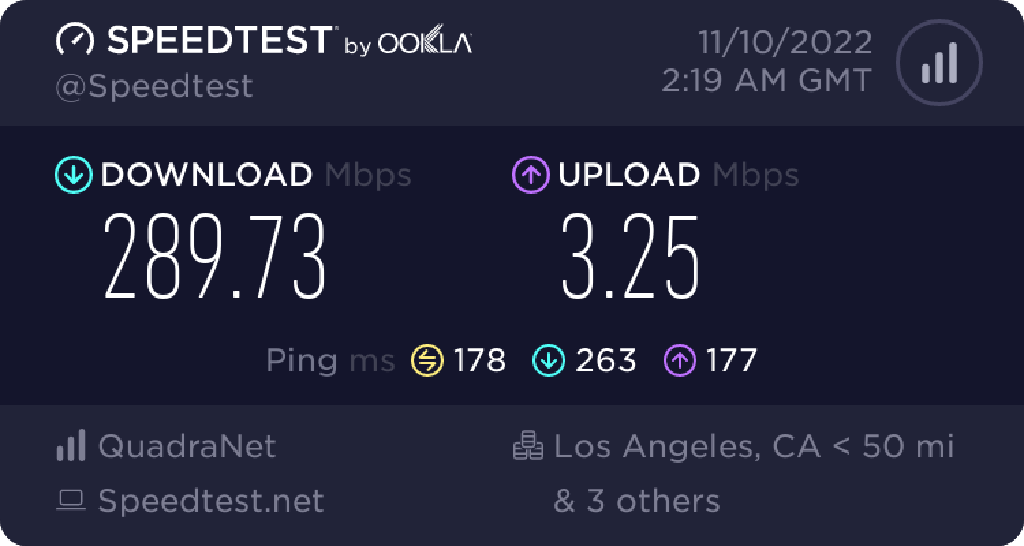 SPEEDTEST by OOKLA
@Speedtest
11/10/2022
2:19 AM GMT
DOWNLOAD Mbps
289.73
UPLOAD Mbps
3.25
Ping ms 178 263 177
QuadraNet
Speedtest.net
Los Angeles, CA < 50 mi
& 3 others